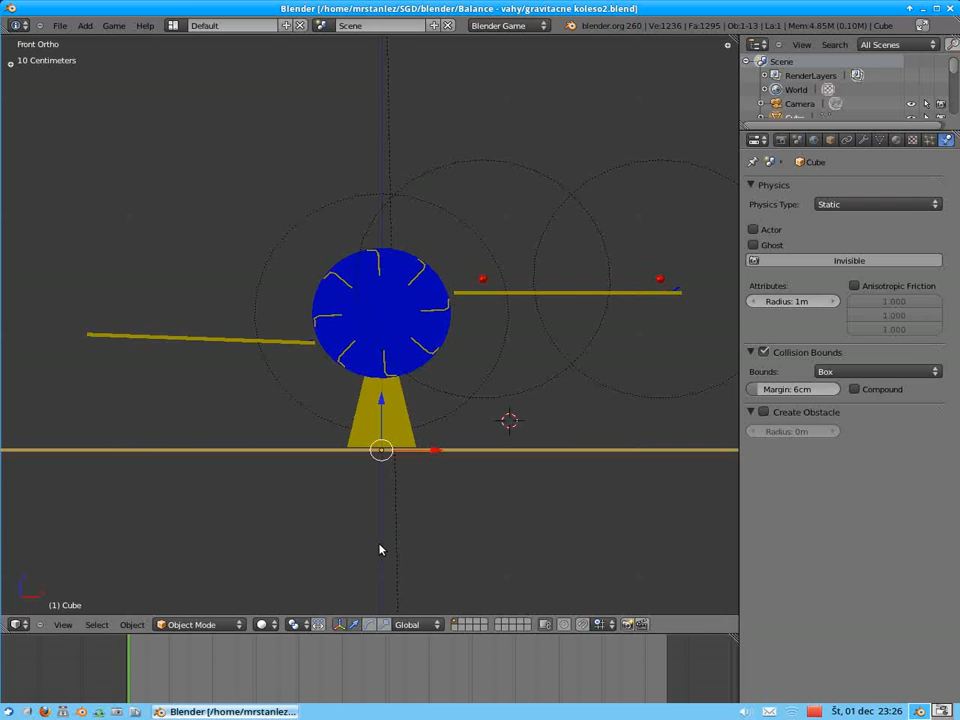 Blender [/home/mrstanlez/SGD/blender/Balance - vahy/gravitacne koleso2.blend]
File Add Game Help Default Scene Blender Game blender.org 260 | Ve:1236 | Fa:1295 | Ob:1-13 | La:1 | Mem:4.85M (0.10M) | Cube
Front Ortho
10 Centimeters
View Search All Scenes
Scene
RenderLayers
World
Camera
Cube
Physics
Physics Type: Static
Actor
Ghost
Invisible
Attributes: Anisotropic Friction
Radius: 1m 1.000
1.000
1.000
Collision Bounds
Bounds: Box
Margin: 6cm Compound
Create Obstacle
Radius: 0m
(1) Cube
View Select Object Object Mode Global
Blender [/home/mrstanlez... Št, 01 dec 23:26